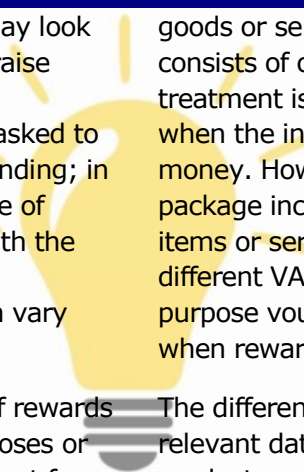 ay look
raise
asked to
nding; in
e of
th the
n vary
f rewards
oses or
goods or se
consists of c
treatment is
when the in
money. How
package inc
items or ser
different VA
purpose vou
when rewar
The differen
relevant dat